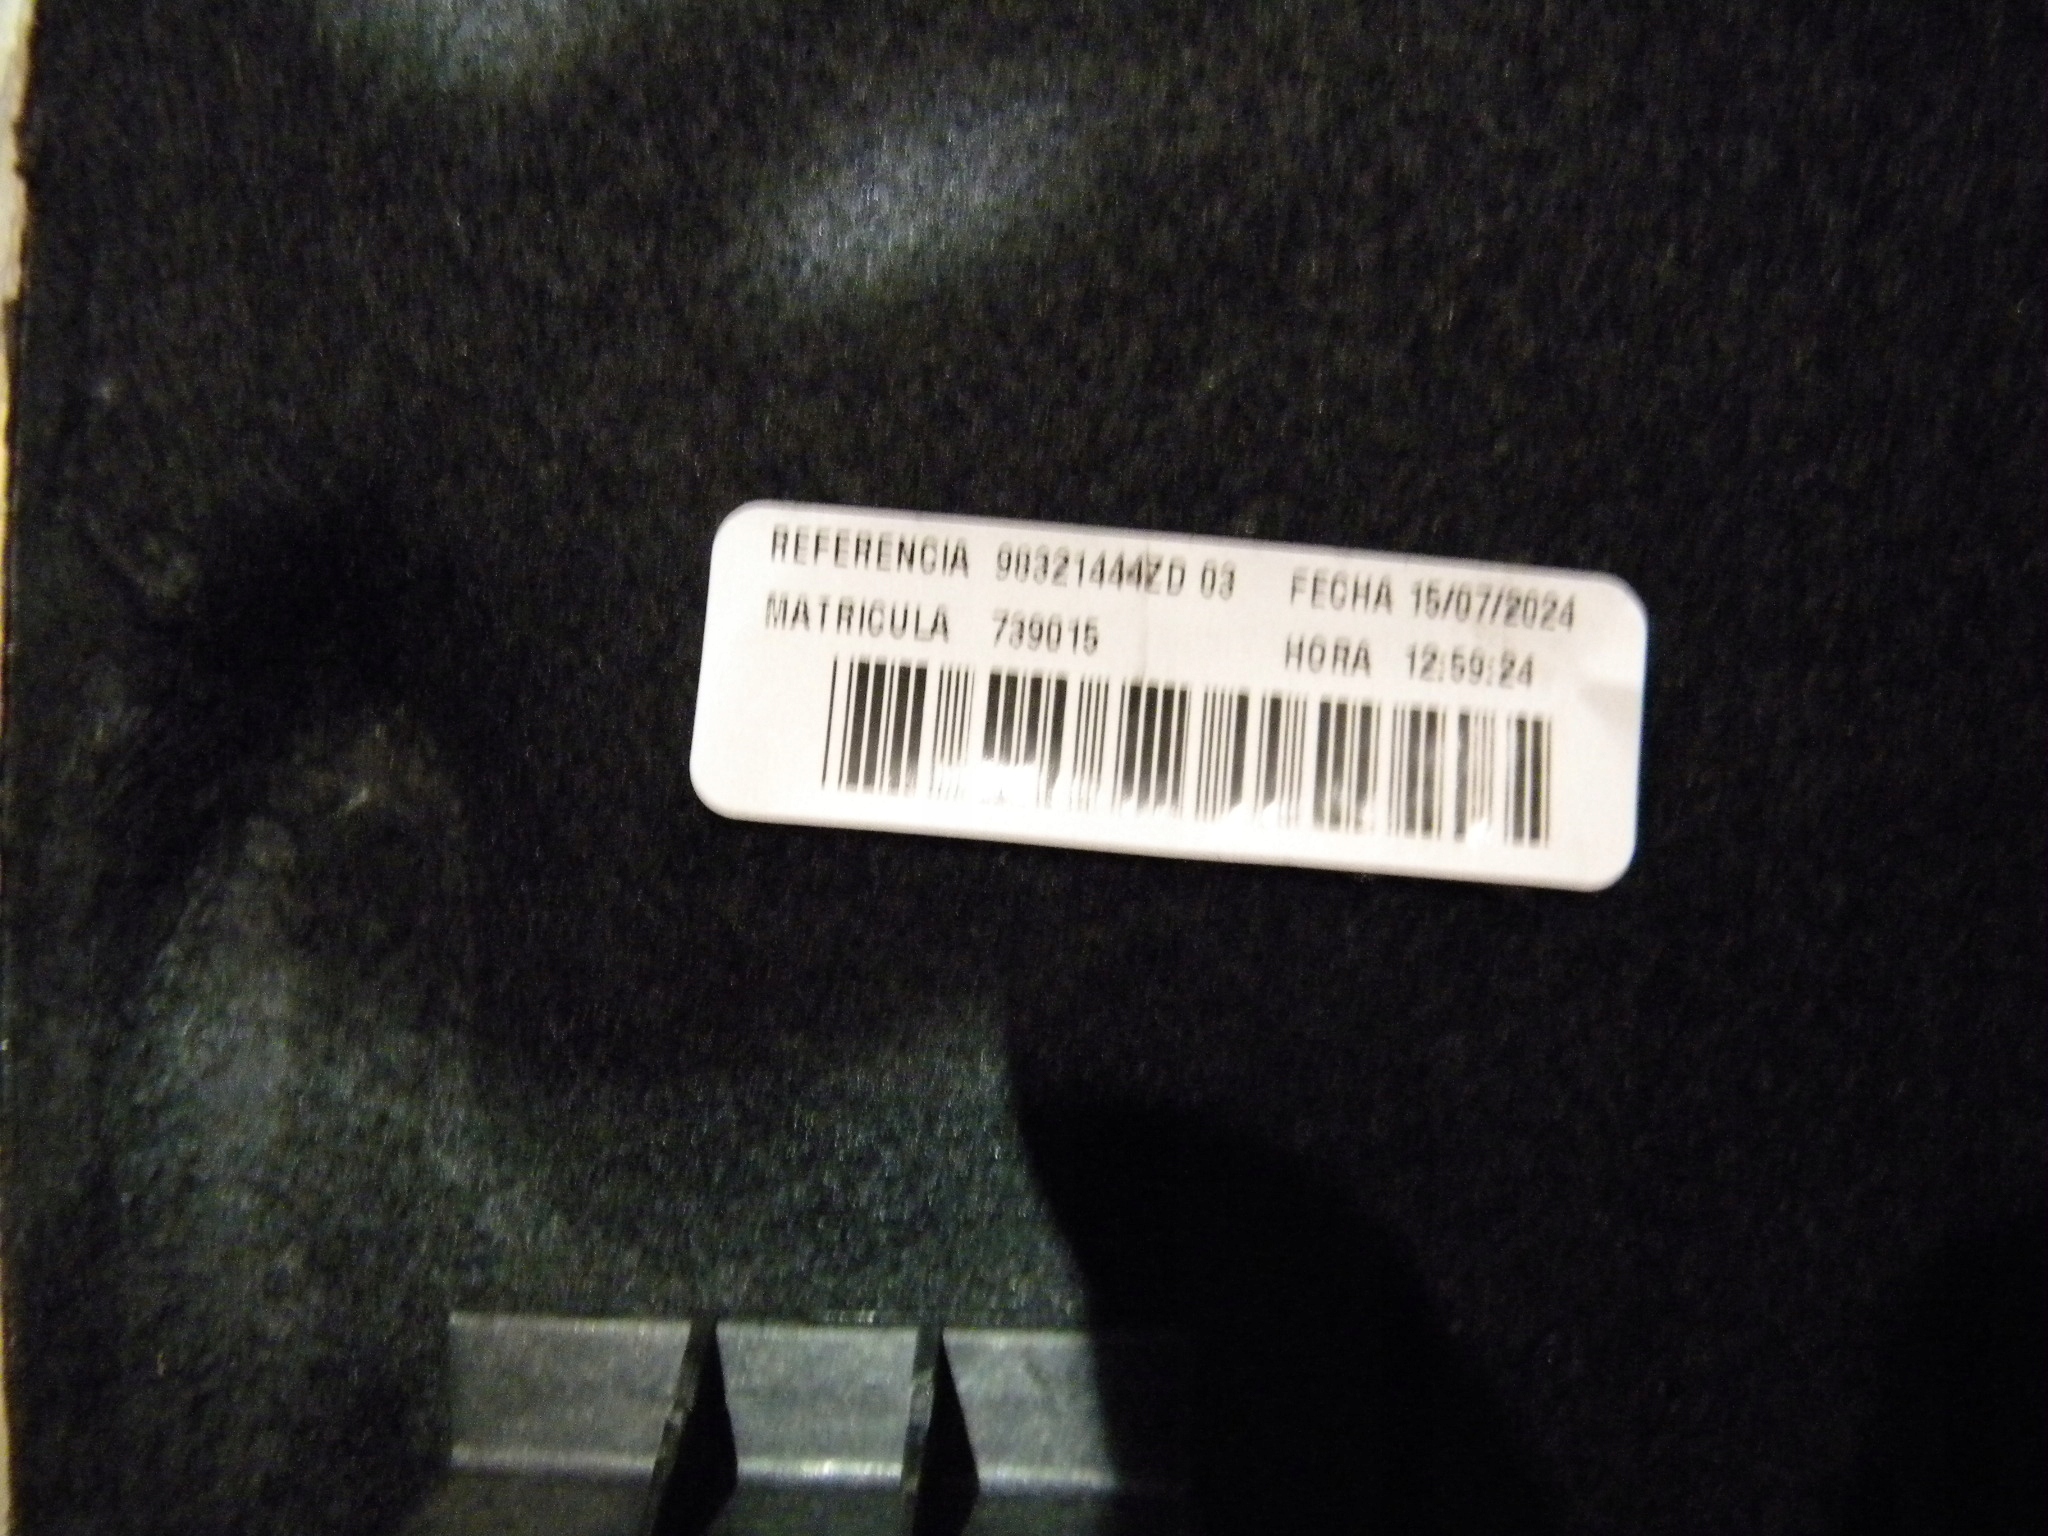 REFERENCIA 98321444ZD 03 FECHA 15/07/2024
MATRICULA 739015 HORA 12:59:24